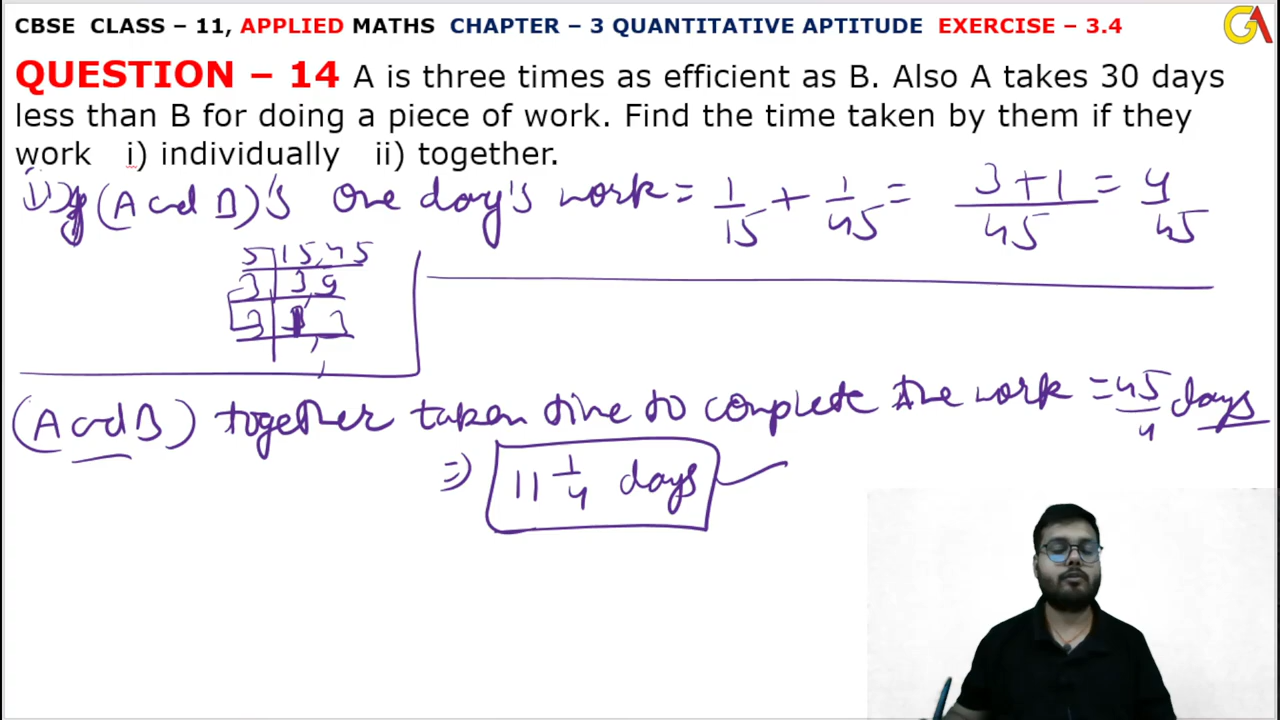 CBSE CLASS – 11, APPLIED MATHS CHAPTER – 3 QUANTITATIVE APTITUDE EXERCISE – 3.4
GA
QUESTION – 14 A is three times as efficient as B. Also A takes 30 days
less than B for doing a piece of work. Find the time taken by them if they
work i) individually ii) together.
(A and B)'s one day's work = 1/15 + 1/45 = 3+1/45 = 4/45
5 15, 45
3 3, 9
3 1, 3
(A and B) together taken time to complete the work = 45/4 days
=> 11 1/4 days